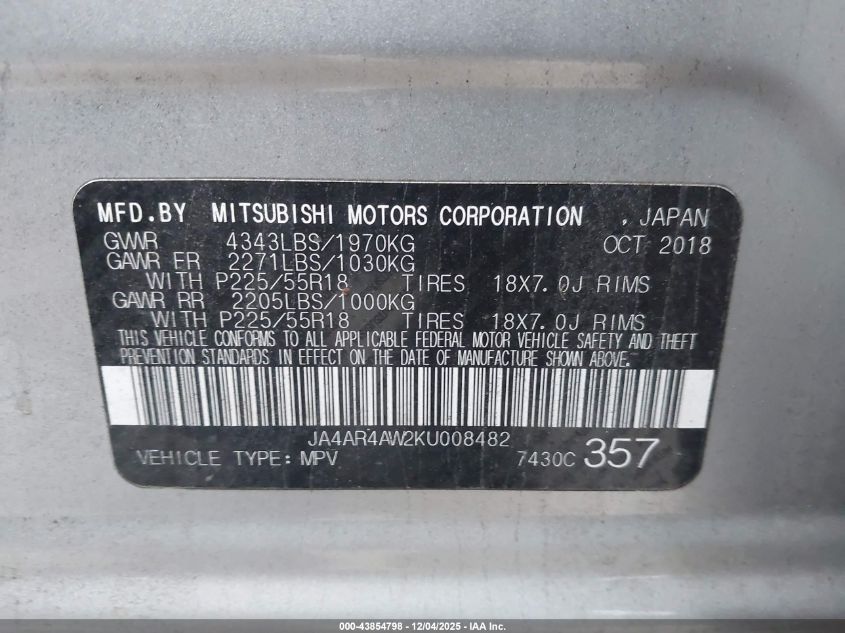 MFD.BY MITSUBISHI MOTORS CORPORATION , JAPAN
GWR 4343LBS/1970KG OCT 2018
GAWR FR 2271LBS/1030KG
WITH P225/55R18 TIRES 18X7.0J RIMS
GAWR RR 2205LBS/1000KG
WITH P225/55R18 TIRES 18X7.0J RIMS
THIS VEHICLE CONFORMS TO ALL APPLICABLE FEDERAL MOTOR VEHICLE SAFETY AND THEFT
PREVENTION STANDARDS IN EFFECT ON THE DATE OF MANUFACTURE SHOWN ABOVE.
JA4AR4AW2KU008482
VEHICLE TYPE: MPV 7430C 357
000-43854798 - 12/04/2025 - IAA Inc.